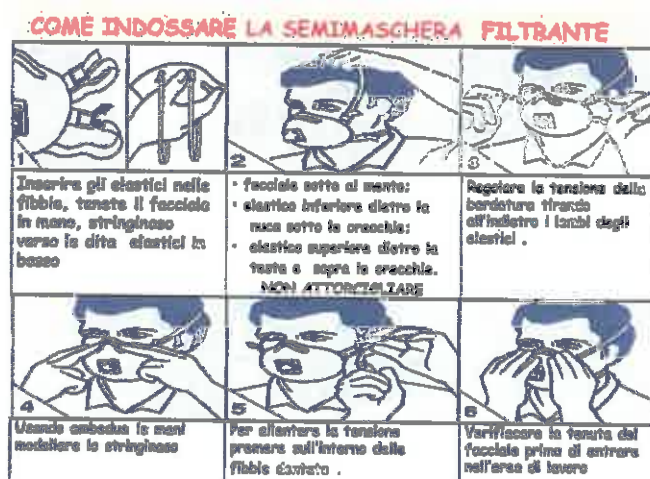 COME INDOSSARE LA SEMIMASCHERA FILTRANTE
1
Inserire gli elastici nelle
fibbie, tenete il facciale
in mano, stringinaso
verso le dita elastici in
basso
2
- facciale sotto al mento;
- elastico inferiore dietro la
nuca sotto le orecchie;
- elastico superiore dietro la
testa e sopra le orecchie.
NON ATTORCIGLIARE
3
Regolare la tensione della
bordatura tirando
all'indietro i lembi degli
elastici .
4
Usando ambedue le mani
modellare lo stringinaso
5
Per allentare la tensione
premere sull'interno delle
fibbie dentate .
6
Verificare la tenuta del
facciale prima di entrare
nell'area di lavoro